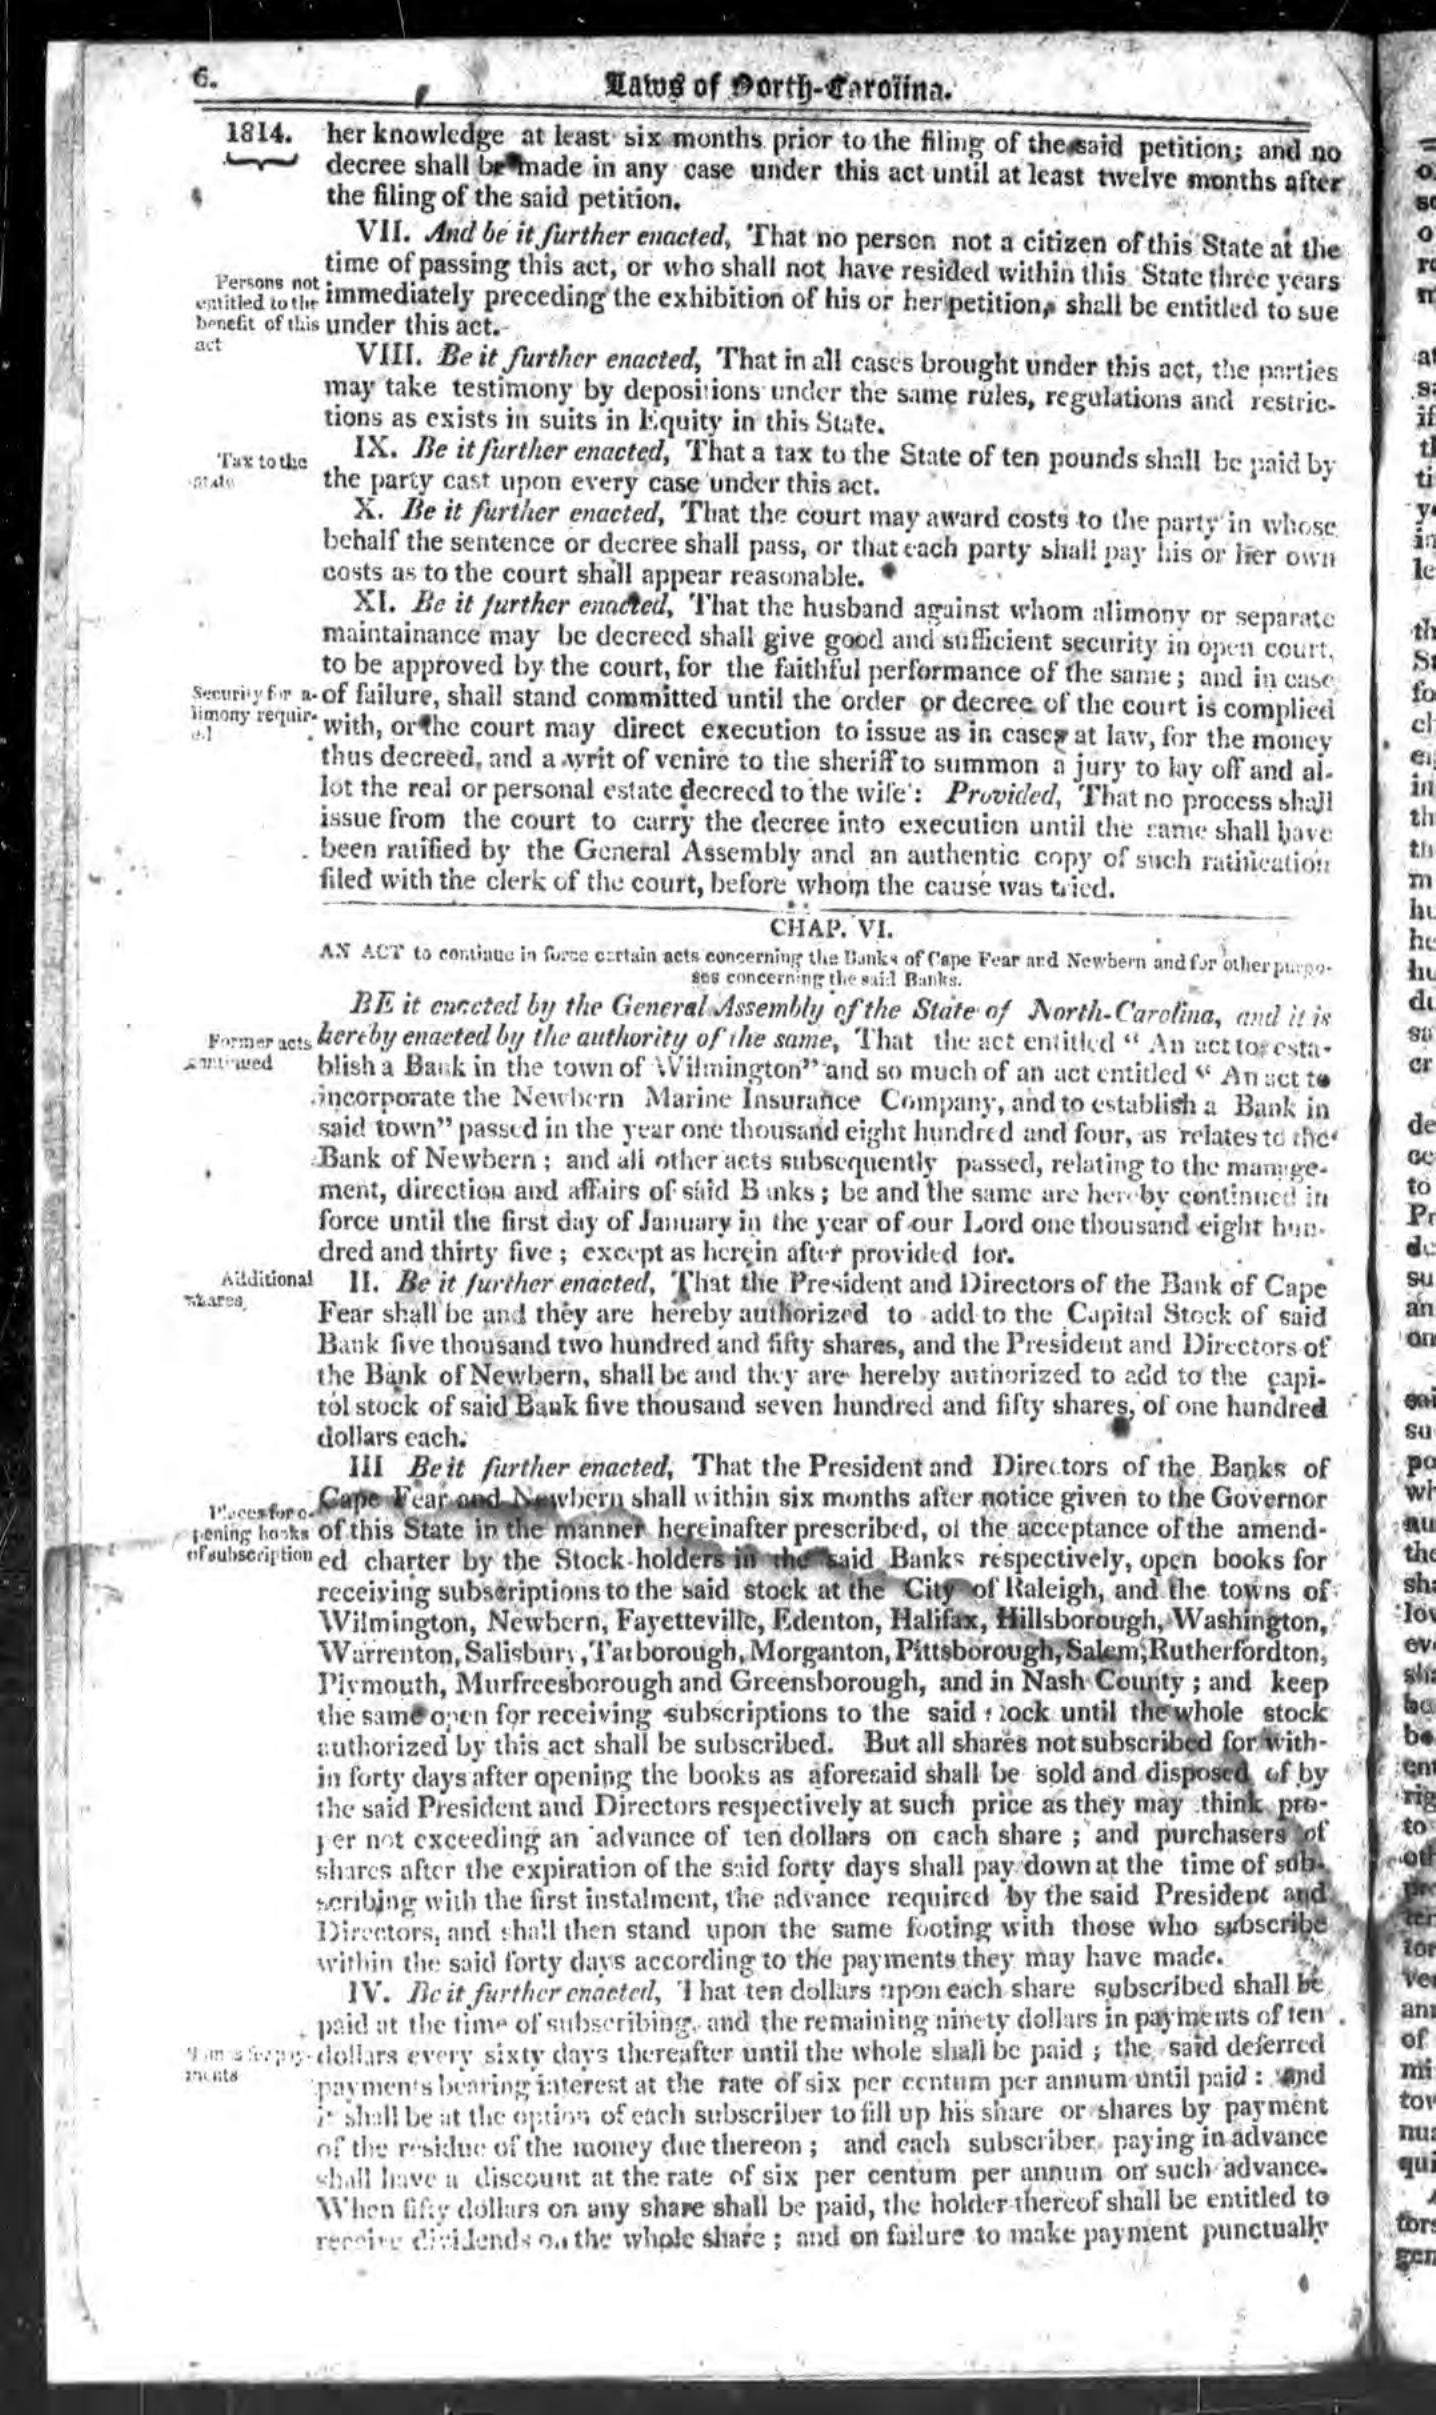 6.
Laws of North-Carolina.
1814.
her knowledge at least six months prior to the filing of the said petition; and no
decree shall be made in any case under this act until at least twelve months after
the filing of the said petition.
VII. And be it further enacted, That no person not a citizen of this State at the
time of passing this act, or who shall not have resided within this State three years
immediately preceding the exhibition of his or her petition, shall be entitled to sue
under this act.
Persons not
entitled to the
benefit of this
act
VIII. Be it further enacted, That in all cases brought under this act, the parties
may take testimony by depositions under the same rules, regulations and restric-
tions as exists in suits in Equity in this State.
IX. Be it further enacted, That a tax to the State of ten pounds shall be paid by
the party cast upon every case under this act.
Tax to the
state
X. Be it further enacted, That the court may award costs to the party in whose
behalf the sentence or decree shall pass, or that each party shall pay his or her own
costs as to the court shall appear reasonable.
XI. Be it further enacted, That the husband against whom alimony or separate
maintainance may be decreed shall give good and sufficient security in open court,
to be approved by the court, for the faithful performance of the same; and in case
of failure, shall stand committed until the order or decree of the court is complied
with, or the court may direct execution to issue as in cases at law, for the money
thus decreed, and a writ of venire to the sheriff to summon a jury to lay off and al-
lot the real or personal estate decreed to the wife: Provided, That no process shall
issue from the court to carry the decree into execution until the same shall have
been ratified by the General Assembly and an authentic copy of such ratification
filed with the clerk of the court, before whom the cause was tried.
Security for a-
limony requir-
ed
CHAP. VI.
AN ACT to continue in force certain acts concerning the Banks of Cape Fear and Newbern and for other purpo-
ses concerning the said Banks.
BE it enacted by the General Assembly of the State of North-Carolina, and it is
hereby enacted by the authority of the same, That the act entitled " An act to esta-
blish a Bank in the town of Wilmington" and so much of an act entitled " An act to
incorporate the Newbern Marine Insurance Company, and to establish a Bank in
said town" passed in the year one thousand eight hundred and four, as relates to the
Bank of Newbern; and all other acts subsequently passed, relating to the manage-
ment, direction and affairs of said Banks; be and the same are hereby continued in
force until the first day of January in the year of our Lord one thousand eight hun-
dred and thirty five; except as herein after provided for.
Former acts
continued
II. Be it further enacted, That the President and Directors of the Bank of Cape
Fear shall be and they are hereby authorized to add to the Capital Stock of said
Bank five thousand two hundred and fifty shares, and the President and Directors of
the Bank of Newbern, shall be and they are hereby authorized to add to the capi-
tol stock of said Bank five thousand seven hundred and fifty shares, of one hundred
dollars each.
Additional
shares
III Be it further enacted, That the President and Directors of the Banks of
Cape Fear and Newbern shall within six months after notice given to the Governor
of this State in the manner hereinafter prescribed, of the acceptance of the amend-
ed charter by the Stock-holders in the said Banks respectively, open books for
receiving subscriptions to the said stock at the City of Raleigh, and the towns of
Wilmington, Newbern, Fayetteville, Edenton, Halifax, Hillsborough, Washington,
Warrenton, Salisbury, Tarborough, Morganton, Pittsborough, Salem, Rutherfordton,
Plymouth, Murfreesborough and Greensborough, and in Nash County; and keep
the same open for receiving subscriptions to the said stock until the whole stock
authorized by this act shall be subscribed. But all shares not subscribed for with-
in forty days after opening the books as aforesaid shall be sold and disposed of by
the said President and Directors respectively at such price as they may think pro-
per not exceeding an advance of ten dollars on each share; and purchasers of
shares after the expiration of the said forty days shall pay down at the time of sub-
scribing with the first instalment, the advance required by the said President and
Directors, and shall then stand upon the same footing with those who subscribe
within the said forty days according to the payments they may have made.
Places for o-
pening books
of subscription
IV. Be it further enacted, That ten dollars upon each share subscribed shall be
paid at the time of subscribing, and the remaining ninety dollars in payments of ten
dollars every sixty days thereafter until the whole shall be paid; the said deferred
payments bearing interest at the rate of six per centum per annum until paid: and
it shall be at the option of each subscriber to fill up his share or shares by payment
of the residue of the money due thereon; and each subscriber paying in advance
shall have a discount at the rate of six per centum per annum on such advance.
When fifty dollars on any share shall be paid, the holder thereof shall be entitled to
receive dividends on the whole share; and on failure to make payment punctually
for pay-
ments